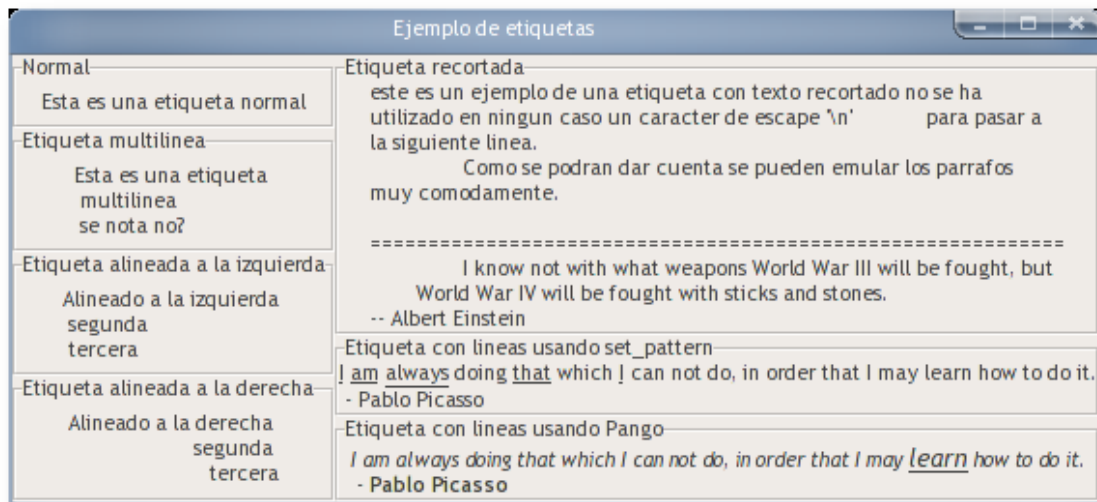 Ejemplo de etiquetas
Normal
Esta es una etiqueta normal
Etiqueta multilinea
Esta es una etiqueta
multilinea
se nota no?
Etiqueta alineada a la izquierda
Alineado a la izquierda
segunda
tercera
Etiqueta alineada a la derecha
Alineado a la derecha
segunda
tercera
Etiqueta recortada
este es un ejemplo de una etiqueta con texto recortado no se ha
utilizado en ningun caso un caracter de escape '\n' para pasar a
la siguiente linea.
Como se podran dar cuenta se pueden emular los parrafos
muy comodamente.
============================================================
I know not with what weapons World War III will be fought, but
World War IV will be fought with sticks and stones.
-- Albert Einstein
Etiqueta con lineas usando set_pattern
I am always doing that which I can not do, in order that I may learn how to do it.
- Pablo Picasso
Etiqueta con lineas usando Pango
I am always doing that which I can not do, in order that I may learn how to do it.
- Pablo Picasso